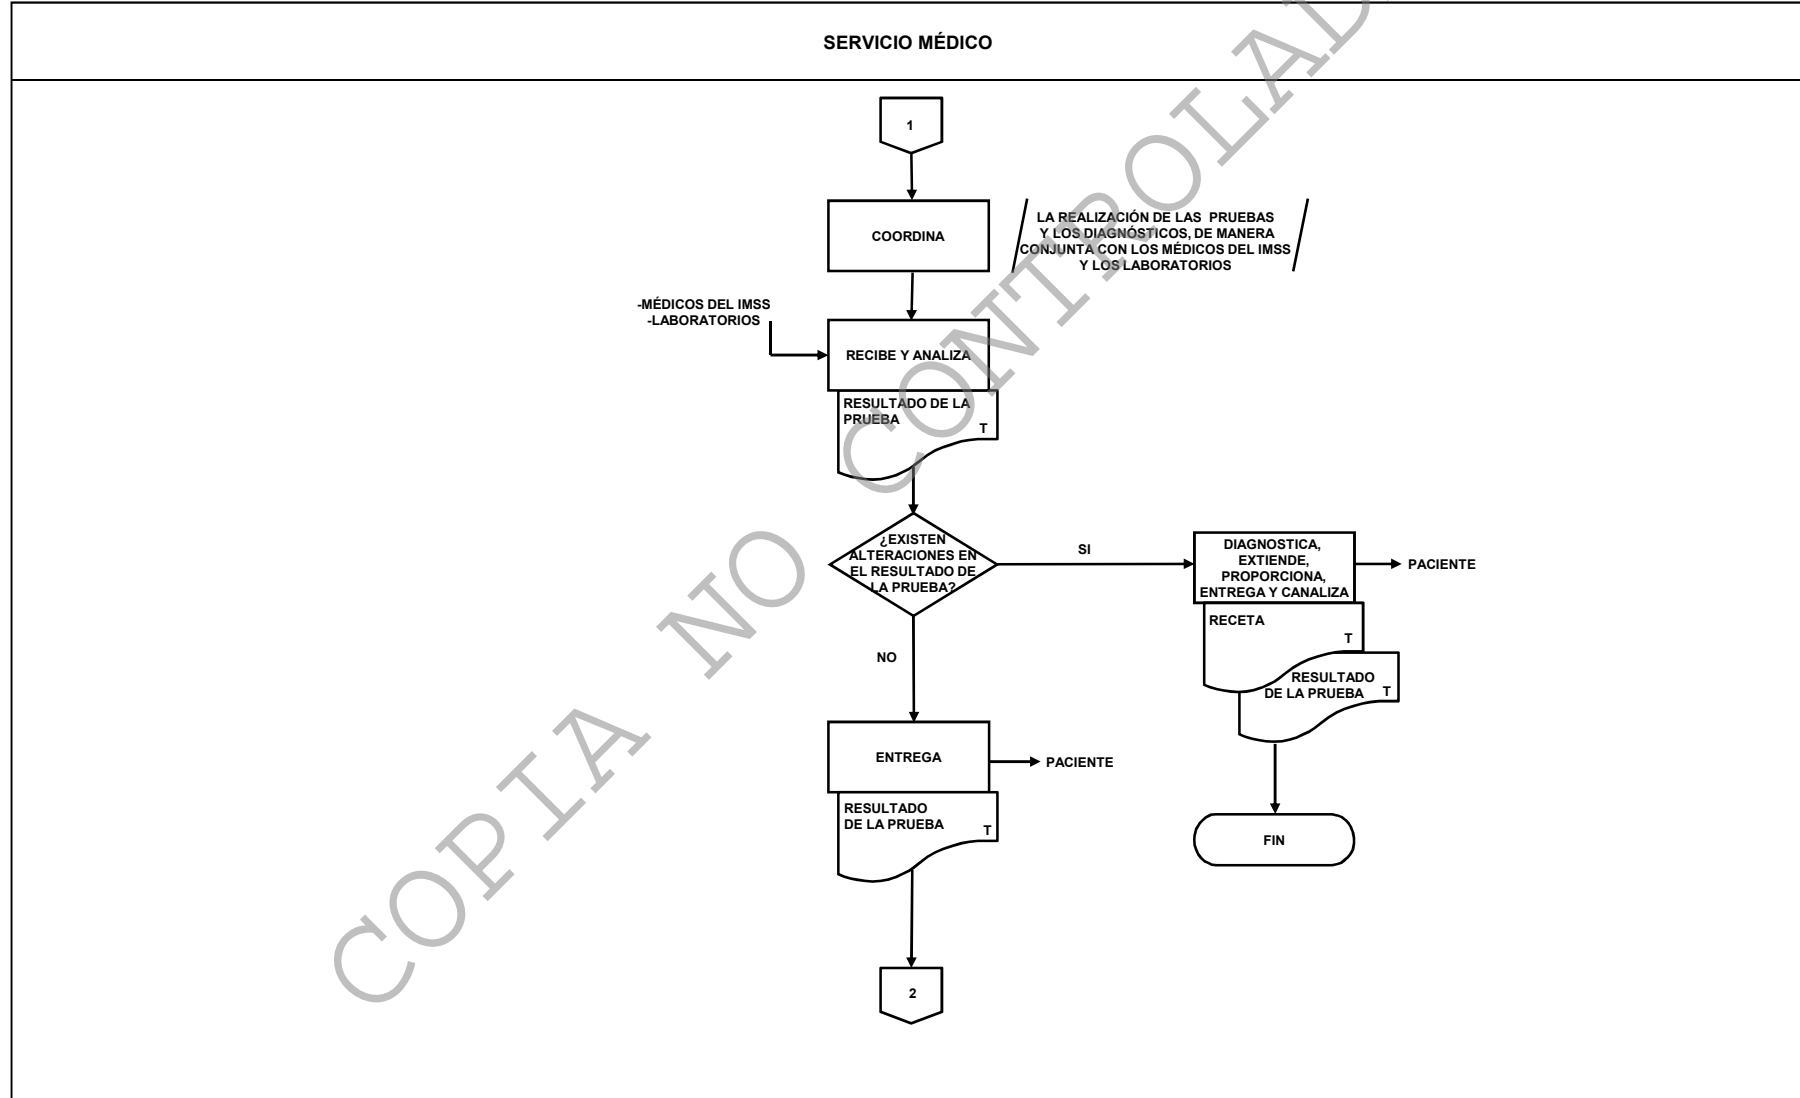 SERVICIO MÉDICO
1
COORDINA
LA REALIZACIÓN DE LAS PRUEBAS
Y LOS DIAGNÓSTICOS, DE MANERA
CONJUNTA CON LOS MÉDICOS DEL IMSS
Y LOS LABORATORIOS
-MÉDICOS DEL IMSS
-LABORATORIOS
RECIBE Y ANALIZA
RESULTADO DE LA
PRUEBA
T
¿EXISTEN
ALTERACIONES EN
EL RESULTADO DE
LA PRUEBA?
SI
DIAGNOSTICA,
EXTIENDE,
PROPORCIONA,
ENTREGA Y CANALIZA
PACIENTE
RECETA
T
RESULTADO
DE LA PRUEBA
T
FIN
NO
ENTREGA
PACIENTE
RESULTADO
DE LA PRUEBA
T
2
COPIA NO CONTROLAD